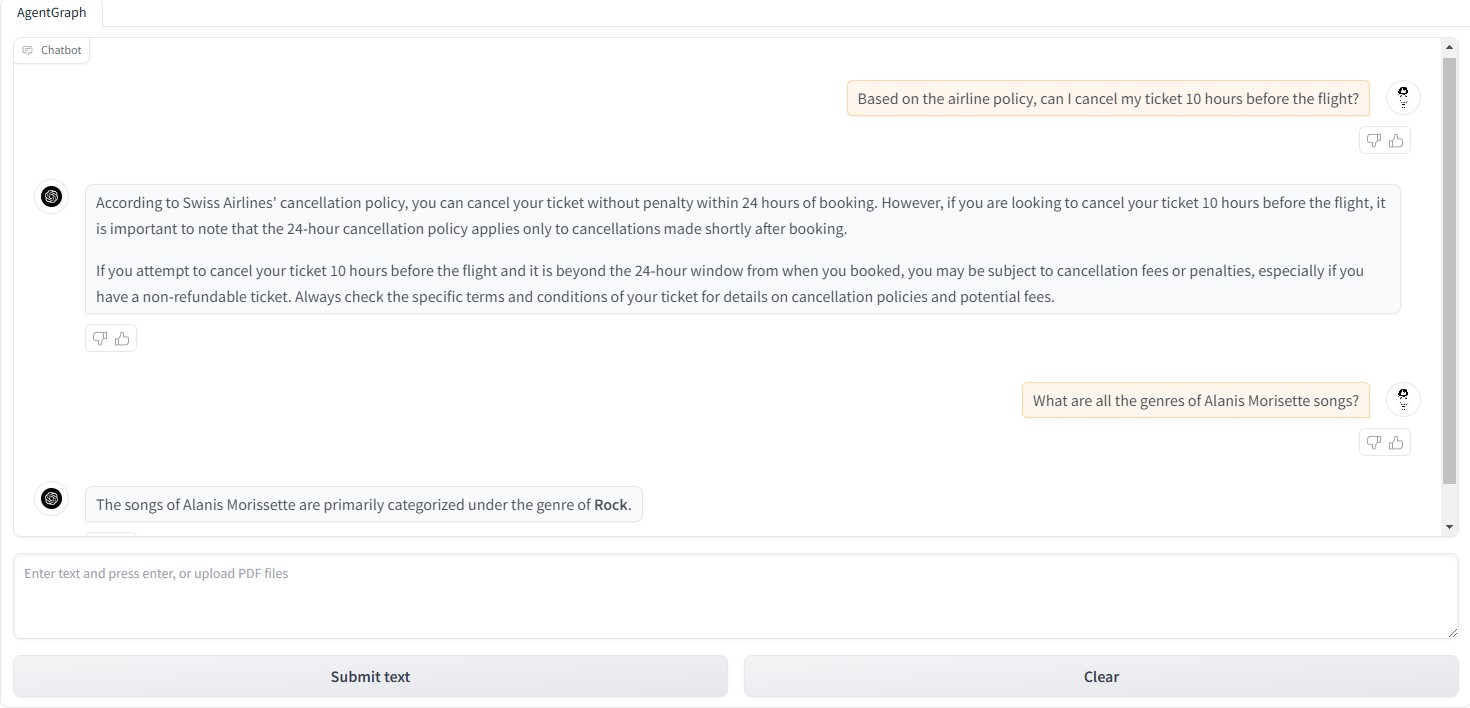 AgentGraph
Chatbot
Based on the airline policy, can I cancel my ticket 10 hours before the flight?
According to Swiss Airlines' cancellation policy, you can cancel your ticket without penalty within 24 hours of booking. However, if you are looking to cancel your ticket 10 hours before the flight, it
is important to note that the 24-hour cancellation policy applies only to cancellations made shortly after booking.
If you attempt to cancel your ticket 10 hours before the flight and it is beyond the 24-hour window from when you booked, you may be subject to cancellation fees or penalties, especially if you
have a non-refundable ticket. Always check the specific terms and conditions of your ticket for details on cancellation policies and potential fees.
What are all the genres of Alanis Morisette songs?
The songs of Alanis Morissette are primarily categorized under the genre of Rock.
Enter text and press enter, or upload PDF files
Submit text
Clear